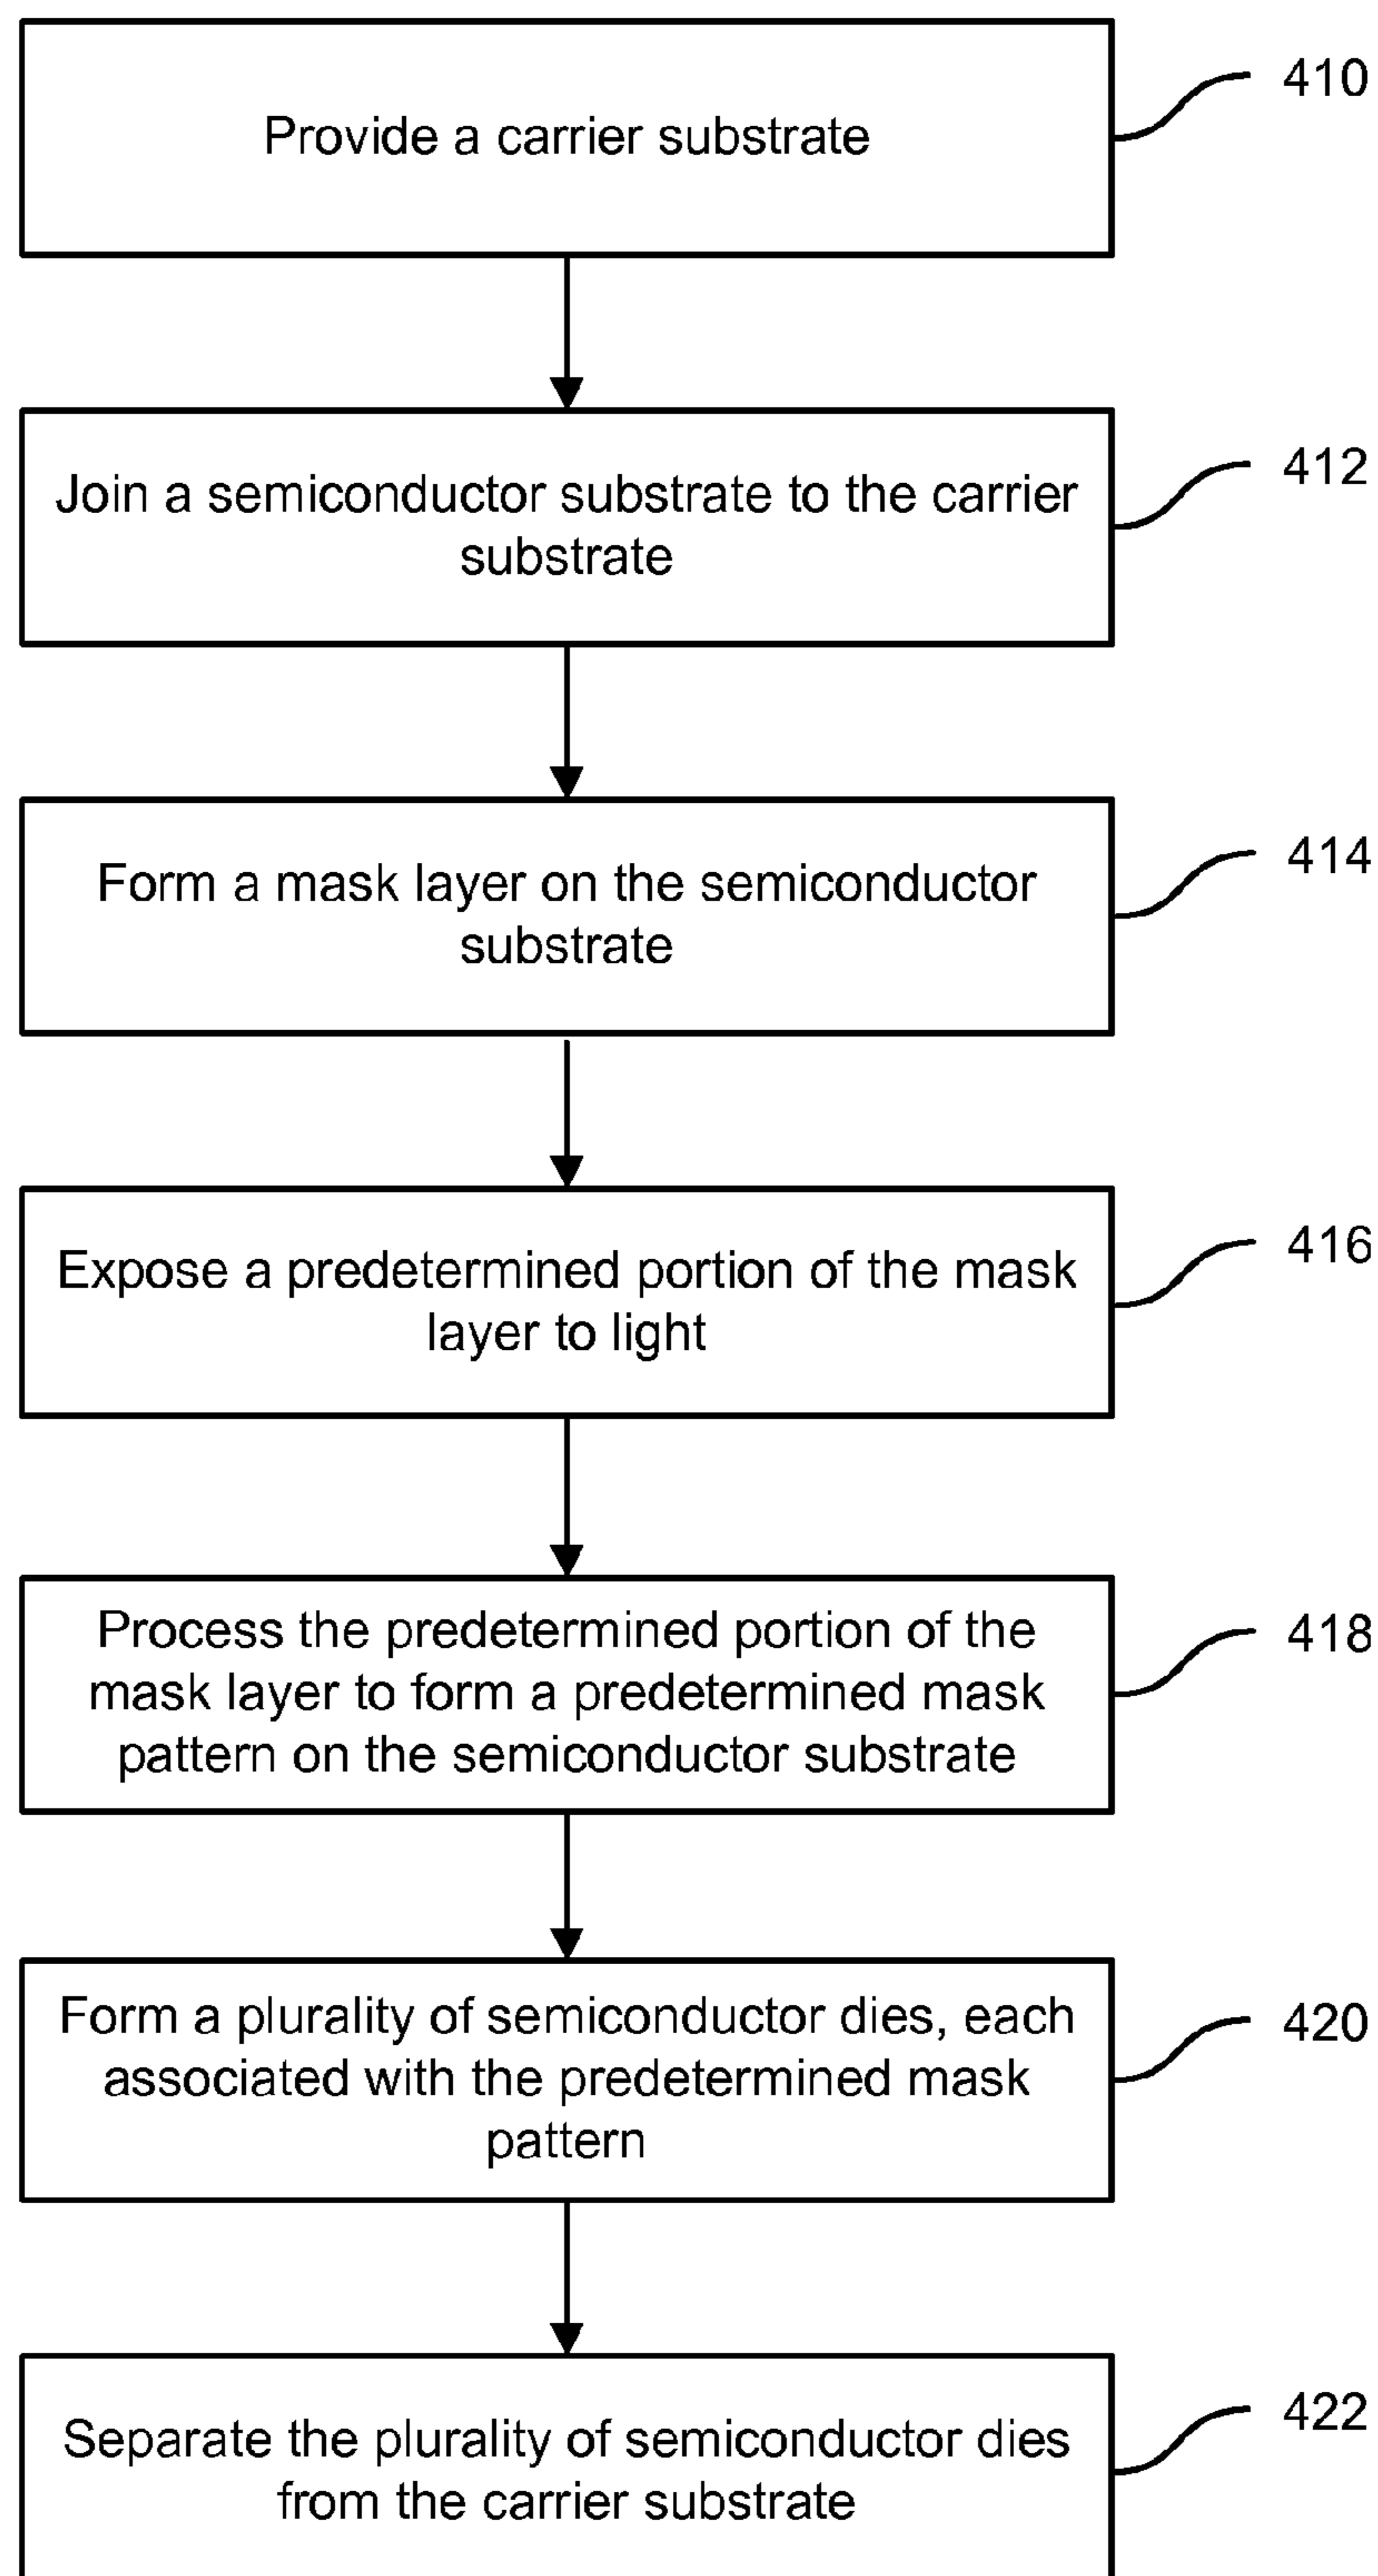 Provide a carrier substrate
410
Join a semiconductor substrate to the carrier
substrate
412
Form a mask layer on the semiconductor
substrate
414
Expose a predetermined portion of the mask
layer to light
416
Process the predetermined portion of the
mask layer to form a predetermined mask
pattern on the semiconductor substrate
418
Form a plurality of semiconductor dies, each
associated with the predetermined mask
pattern
420
Separate the plurality of semiconductor dies
from the carrier substrate
422